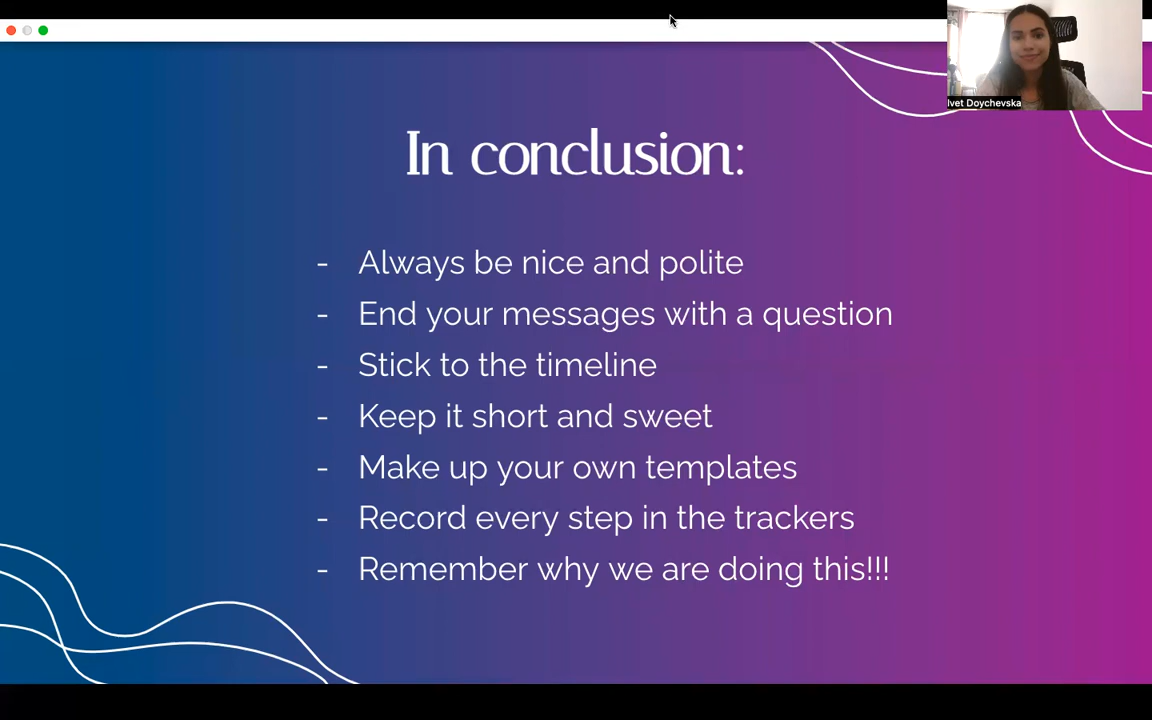 Ivet Doychevska
In conclusion:
- Always be nice and polite
- End your messages with a question
- Stick to the timeline
- Keep it short and sweet
- Make up your own templates
- Record every step in the trackers
- Remember why we are doing this!!!